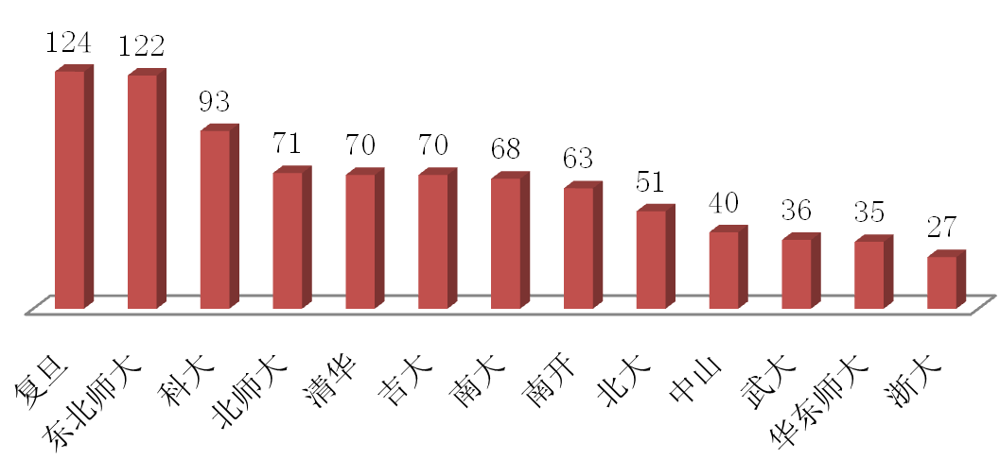 124
122
93
71
70
70
68
63
51
40
36
35
27
复旦
东北师大
科大
北师大
清华
吉大
南大
南开
北大
中山
武大
华东师大
浙大